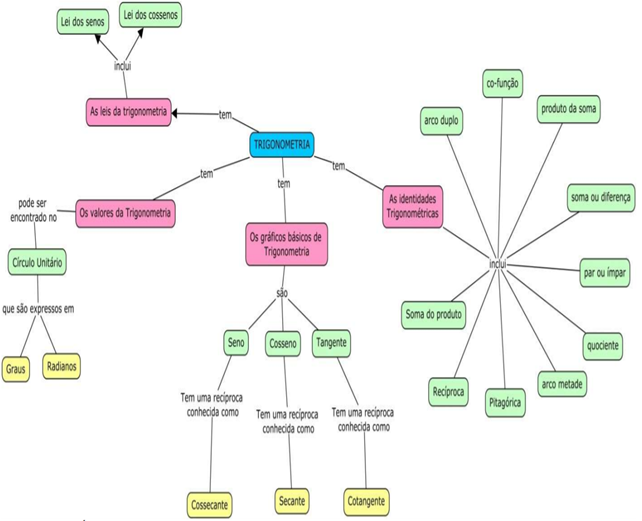 Lei dos senos
Lei dos cossenos
inclui
As leis da trigonometria
tem
TRIGONOMETRIA
tem
tem
tem
Os valores da Trigonometria
pode ser
encontrado no
Círculo Unitário
que são expressos em
Graus
Radianos
Os gráficos básicos de
Trigonometria
são
Seno
Cosseno
Tangente
Tem uma recíproca
conhecida como
Tem uma recíproca
conhecida como
Tem uma recíproca
conhecida como
Cossecante
Secante
Cotangente
As identidades
Trigonométricas
inclui
co-função
arco duplo
produto da soma
soma ou diferença
par ou ímpar
Soma do produto
quociente
Recíproca
Pitagórica
arco metade